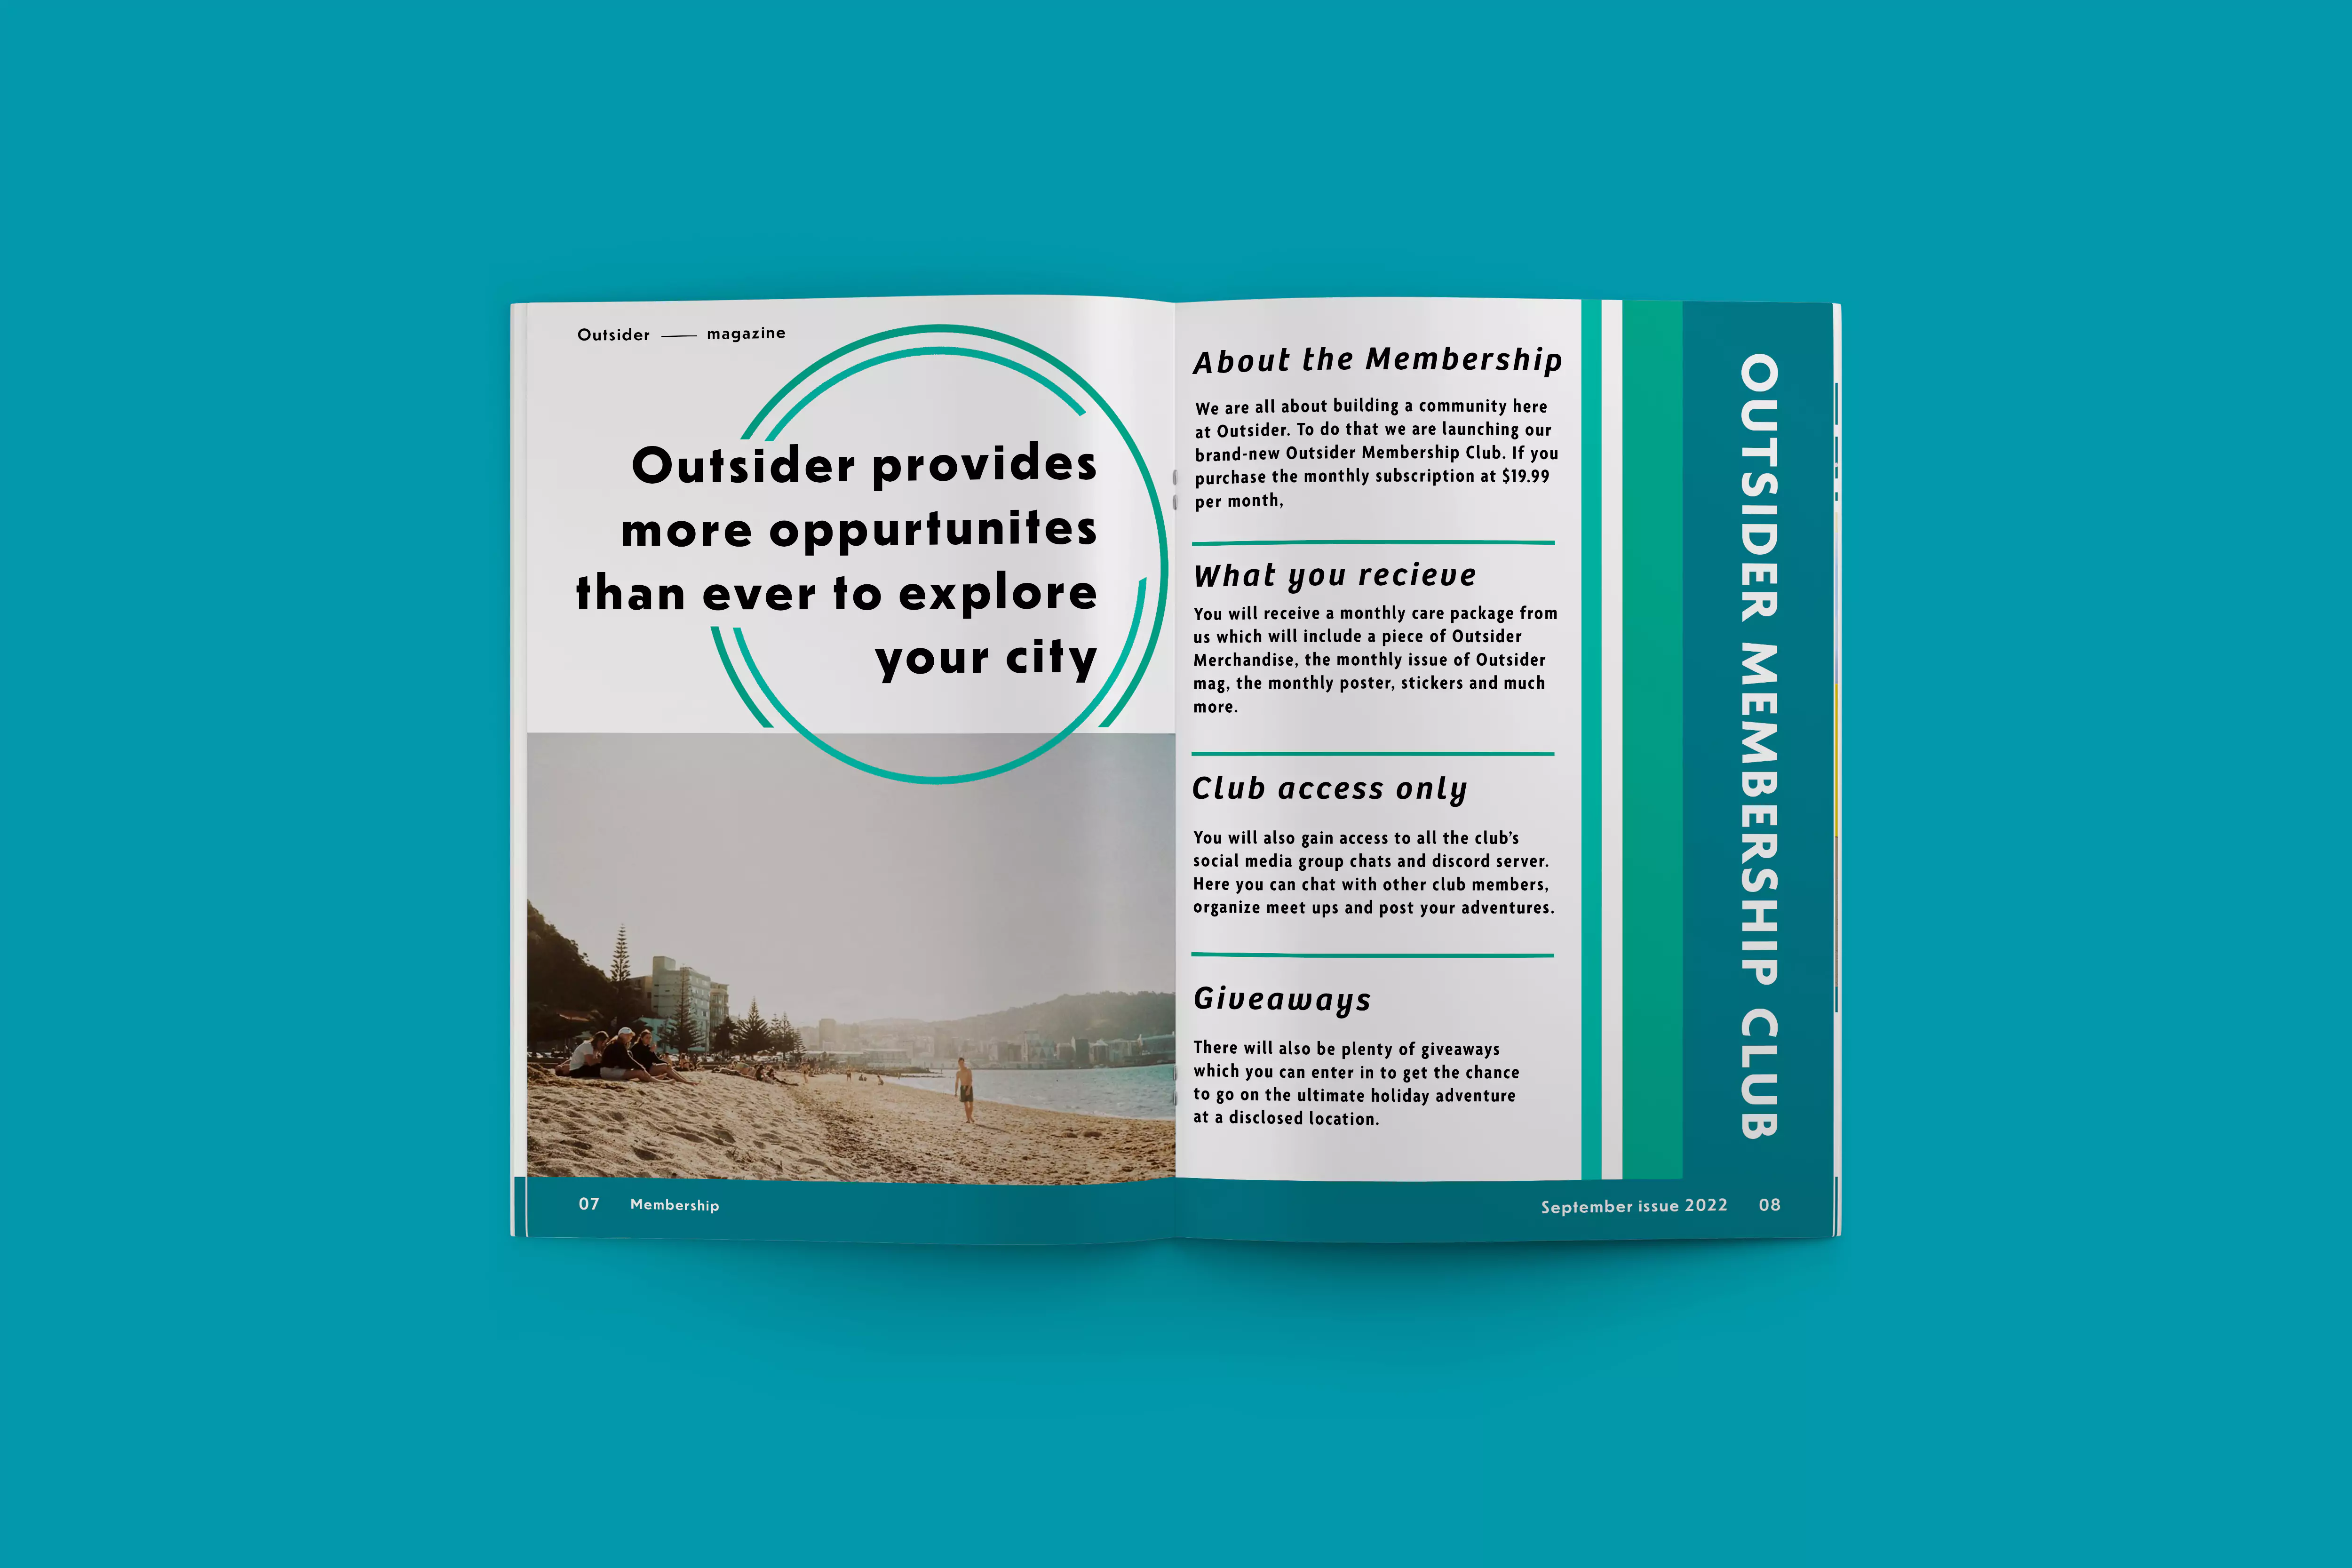 Outsider —— magazine
Outsider provides
more oppurtunites
than ever to explore
your city
07 Membership
About the Membership
We are all about building a community here
at Outsider. To do that we are launching our
brand-new Outsider Membership Club. If you
purchase the monthly subscription at $19.99
per month,
What you recieve
You will receive a monthly care package from
us which will include a piece of Outsider
Merchandise, the monthly issue of Outsider
mag, the monthly poster, stickers and much
more.
Club access only
You will also gain access to all the club's
social media group chats and discord server.
Here you can chat with other club members,
organize meet ups and post your adventures.
Giveaways
There will also be plenty of giveaways
which you can enter in to get the chance
to go on the ultimate holiday adventure
at a disclosed location.
OUTSIDER MEMBERSHIP CLUB
September issue 2022 08